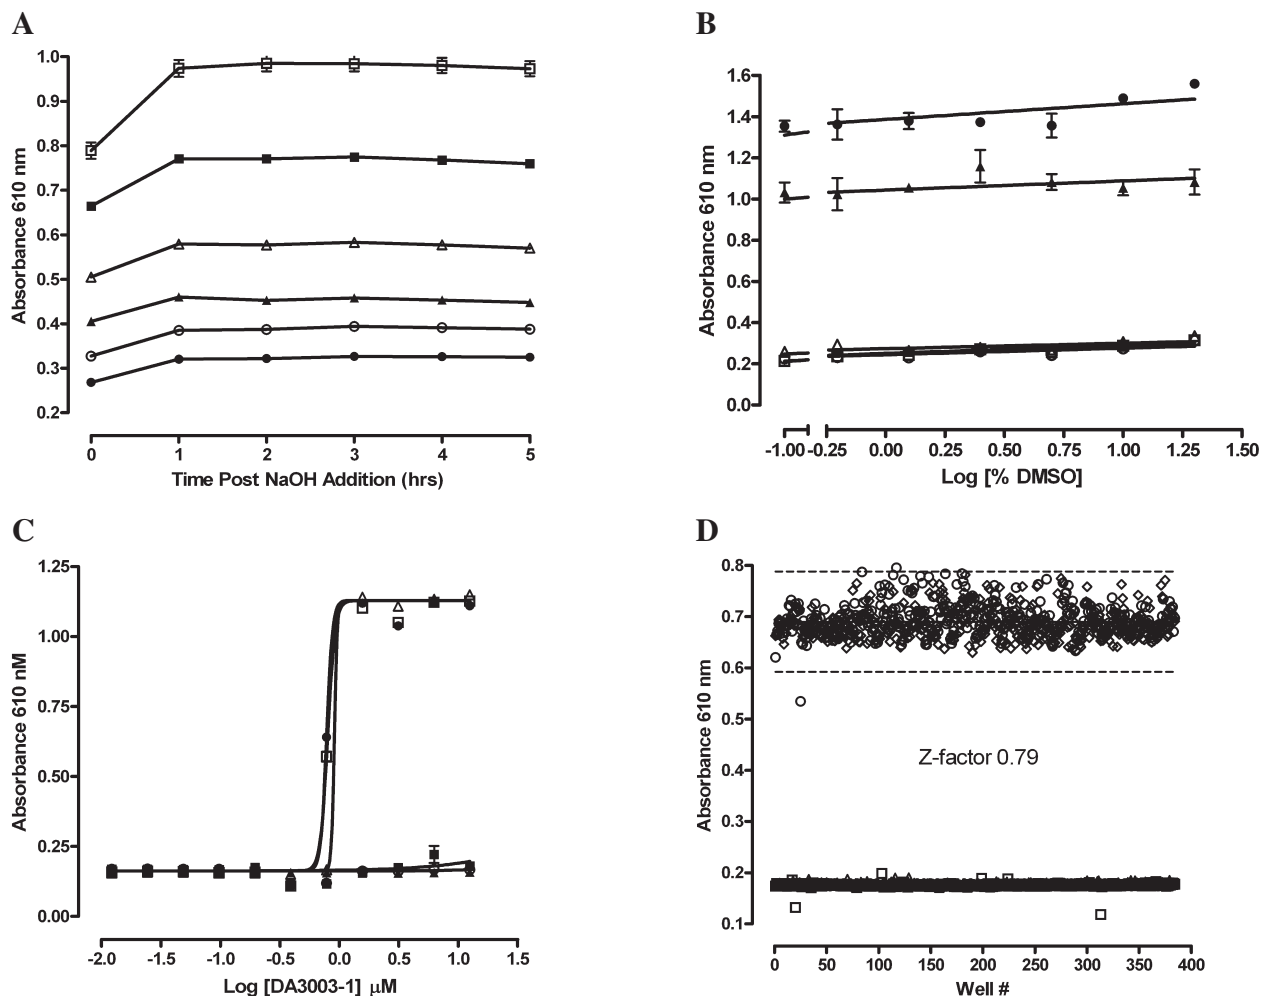 A
1.0
0.9
0.8
0.7
0.6
0.5
0.4
0.3
0.2
Absorbance 610 nm
0 1 2 3 4 5
Time Post NaOH Addition (hrs)
B
1.6
1.4
1.2
1.0
0.8
0.6
0.4
0.2
0.0
Absorbance 610 nm
-1.00 -0.25 0.00 0.25 0.50 0.75 1.00 1.25 1.50
Log [% DMSO]
C
1.25
1.00
0.75
0.50
0.25
0.00
Absorbance 610 nM
-2.0 -1.5 -1.0 -0.5 0.0 0.5 1.0 1.5
Log [DA3003-1] µM
D
0.8
0.7
0.6
0.5
0.4
0.3
0.2
0.1
Absorbance 610 nm
Z-factor 0.79
0 50 100 150 200 250 300 350 400
Well #